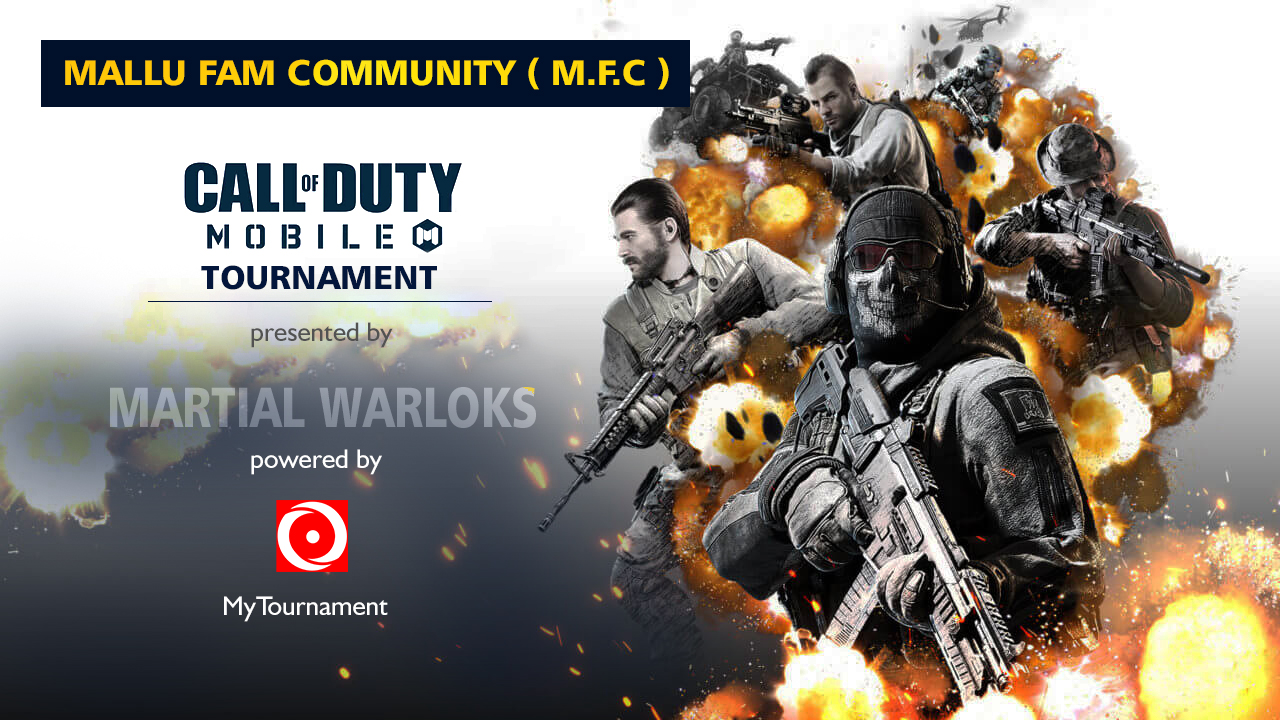 MALLU FAM COMMUNITY ( M.F.C )
CALL OF DUTY
MOBILE
TOURNAMENT
presented by
MARTIAL WARLOKS
powered by
MyTournament